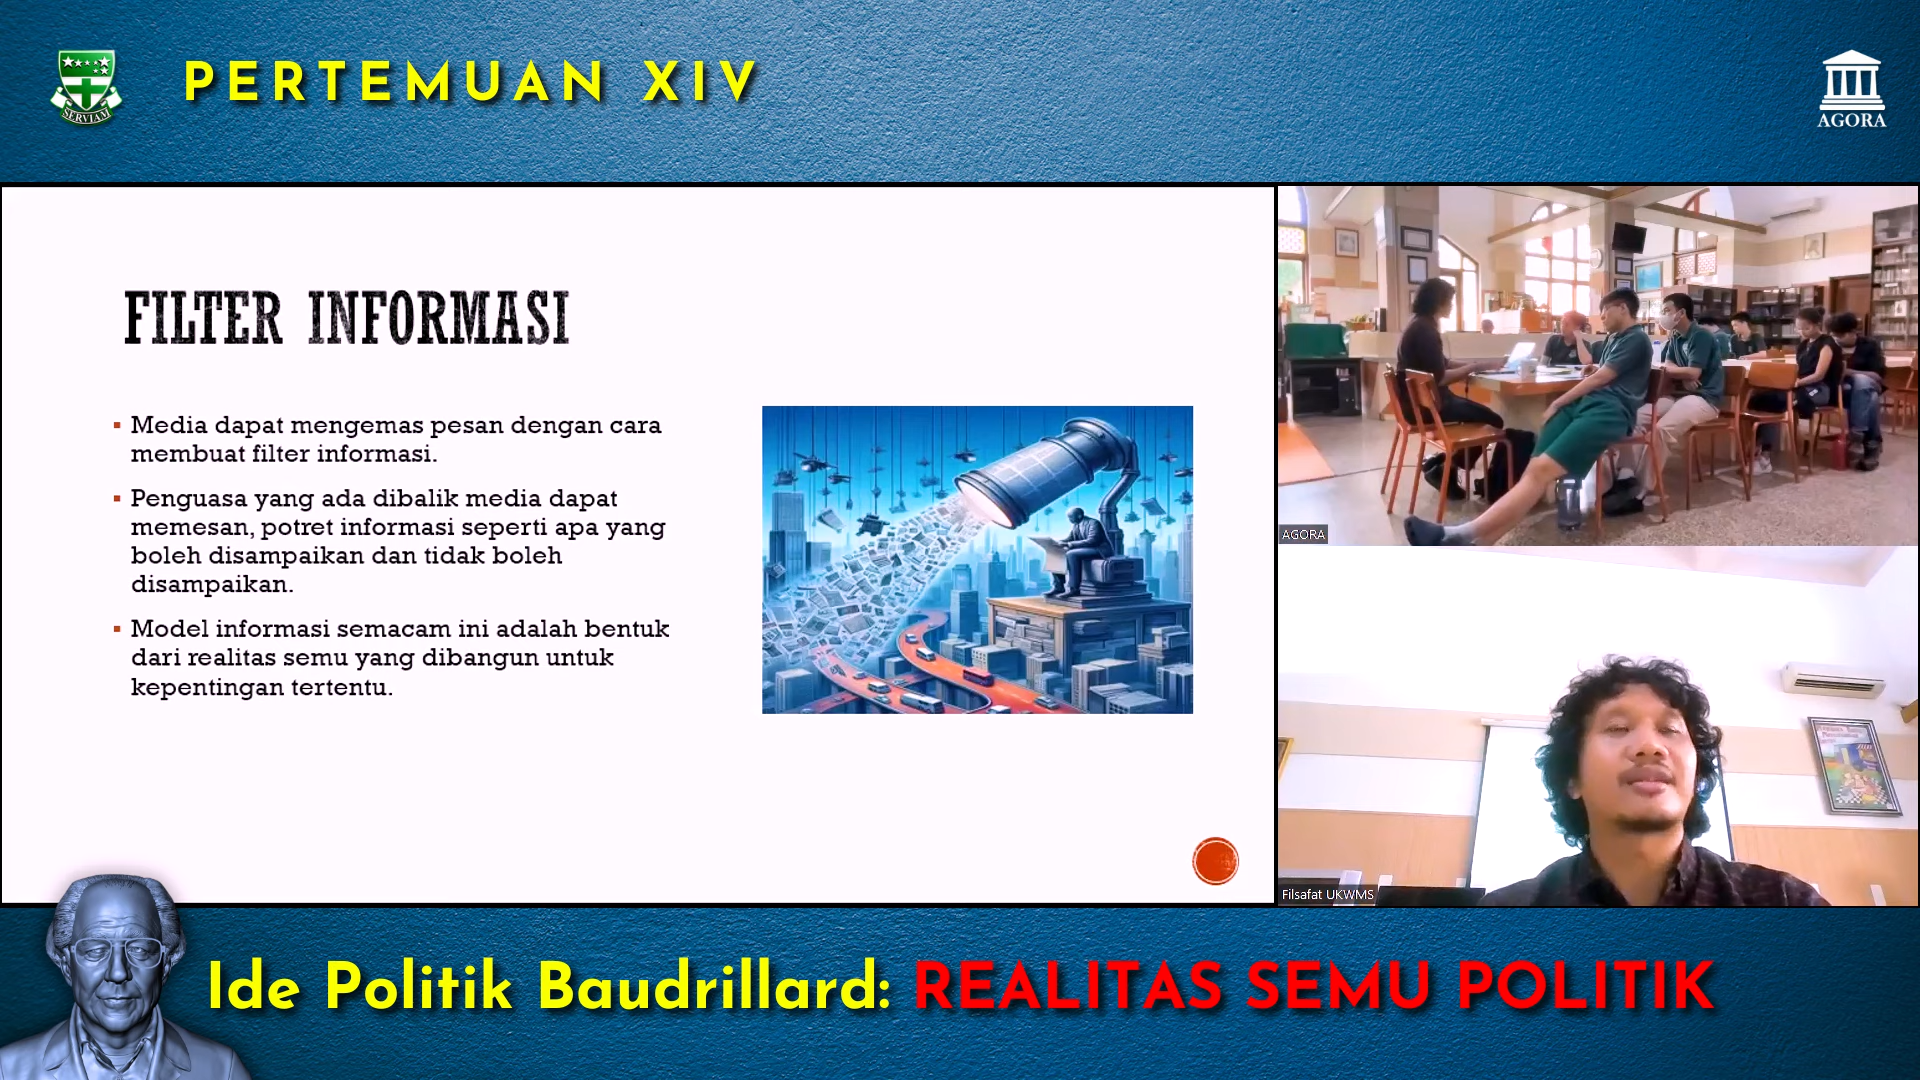 PERTEMUAN XIV
SERVIAM
AGORA
FILTER INFORMASI
▪ Media dapat mengemas pesan dengan cara
membuat filter informasi.
▪ Penguasa yang ada dibalik media dapat
memesan, potret informasi seperti apa yang
boleh disampaikan dan tidak boleh
disampaikan.
▪ Model informasi semacam ini adalah bentuk
dari realitas semu yang dibangun untuk
kepentingan tertentu.
AGORA
Filsafat UKWMS
Ide Politik Baudrillard: REALITAS SEMU POLITIK